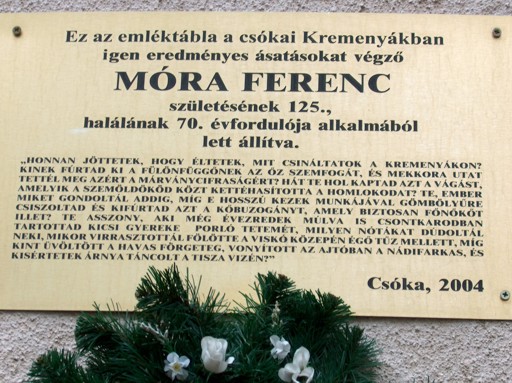 Ez az emléktábla a csókai Kremenyákban
igen eredményes ásatásokat végző
MÓRA FERENC
születésének 125.,
halálának 70. évfordulója alkalmából
lett állítva.
„HONNAN JÖTTETEK, HOGY ÉLTETEK, MIT CSINÁLTATOK A KREMENYÁKON?
KINEK FÚRTAD KI A FÜLÖNFÜGGŐNEK AZ ŐZ SZEMFOGÁT, ÉS MEKKORA UTAT
TETTÉL MEG AZÉRT A MÁRVÁNYCIFRASÁGÉRT? HÁT TE HOL KAPTAD AZT A VÁGÁST,
AMELYIK A SZEMÖLDÖKÖD KÖZT KETTÉHASÍTOTTA A HOMLOKODAT? TE, EMBER
MIKET GONDOLTÁL ADDIG, MÍG E HOSSZÚ KEZEK MUNKÁJÁVAL GÖMBÖLYŰRE
CSISZOLTAD ÉS KIFÚRTAD AZT A KŐBUZOGÁNYT, AMELY BIZTOSAN FŐNÖKÖT
ILLET? TE ASSZONY, AKI MÉG ÉVEZREDEK MÚLVA IS CSONTKARODBAN
TARTOTTAD KICSI GYEREKE PORLÓ TETEMÉT, MILYEN NÓTÁKAT DÚDOLTÁL
NEKI, MIKOR VIRRASZTOTTÁL FÖLÖTTE A VISKÓ KÖZEPÉN ÉGŐ TŰZ MELLETT, MÍG
KINT ÜVÖLTÖTT A HAVAS FÖRGETEG, VONYÍTOTT AZ AJTÓBAN A NÁDIFARKAS, ÉS
KISÉRTETEK ÁRNYA TÁNCOLT A TISZA VIZÉN?"
Csóka, 2004